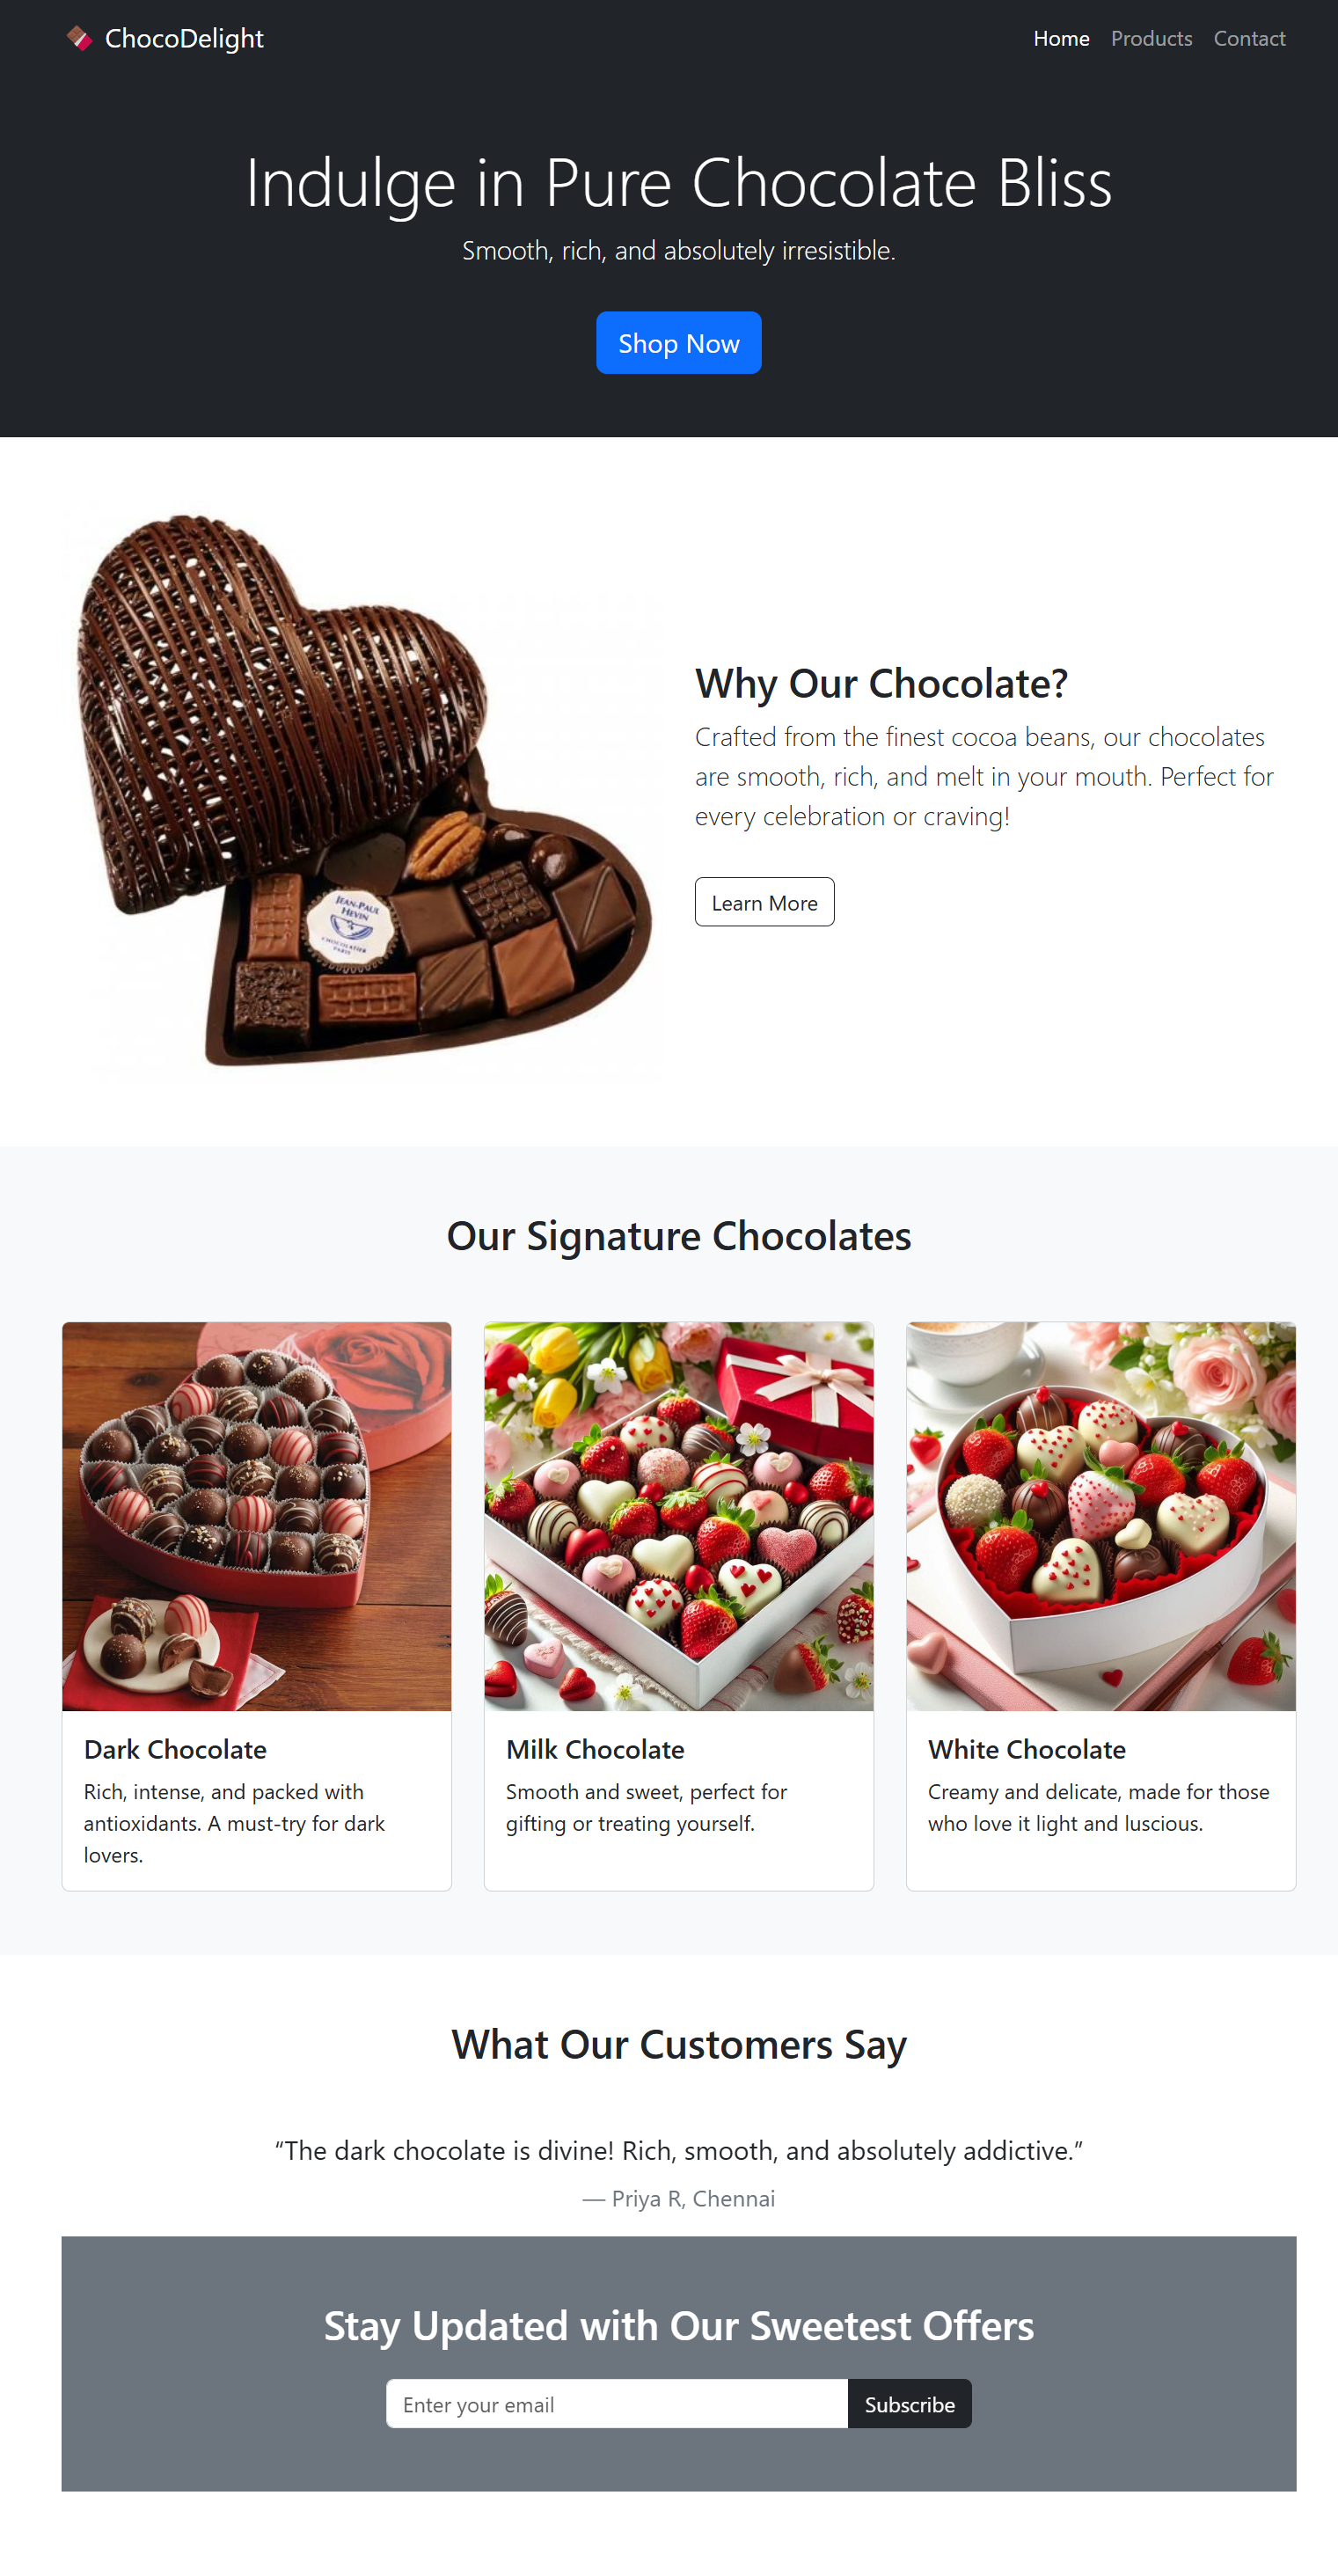 ChocoDelight
Home Products Contact
Indulge in Pure Chocolate Bliss
Smooth, rich, and absolutely irresistible.
Shop Now
JEAN-PAUL
HEVIN
CHOCOLATIER
PARIS
Why Our Chocolate?
Crafted from the finest cocoa beans, our chocolates
are smooth, rich, and melt in your mouth. Perfect for
every celebration or craving!
Learn More
Our Signature Chocolates
Dark Chocolate
Rich, intense, and packed with
antioxidants. A must-try for dark
lovers.
Milk Chocolate
Smooth and sweet, perfect for
gifting or treating yourself.
White Chocolate
Creamy and delicate, made for those
who love it light and luscious.
What Our Customers Say
“The dark chocolate is divine! Rich, smooth, and absolutely addictive.”
— Priya R, Chennai
Stay Updated with Our Sweetest Offers
Enter your email
Subscribe